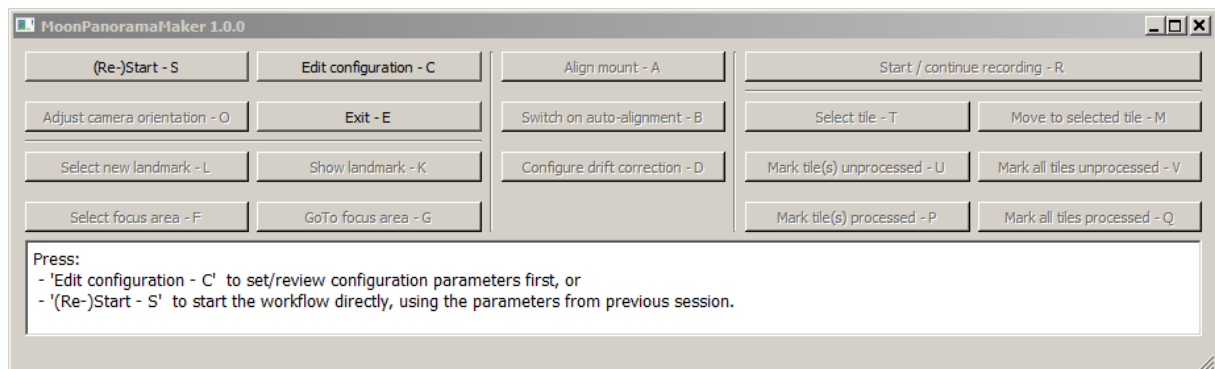 MoonPanoramaMaker 1.0.0
(Re-)Start - S
Edit configuration - C
Align mount - A
Start / continue recording - R
Adjust camera orientation - O
Exit - E
Switch on auto-alignment - B
Select tile - T
Move to selected tile - M
Select new landmark - L
Show landmark - K
Configure drift correction - D
Mark tile(s) unprocessed - U
Mark all tiles unprocessed - V
Select focus area - F
GoTo focus area - G
Mark tile(s) processed - P
Mark all tiles processed - Q
Press:
- 'Edit configuration - C' to set/review configuration parameters first, or
- '(Re-)Start - S' to start the workflow directly, using the parameters from previous session.